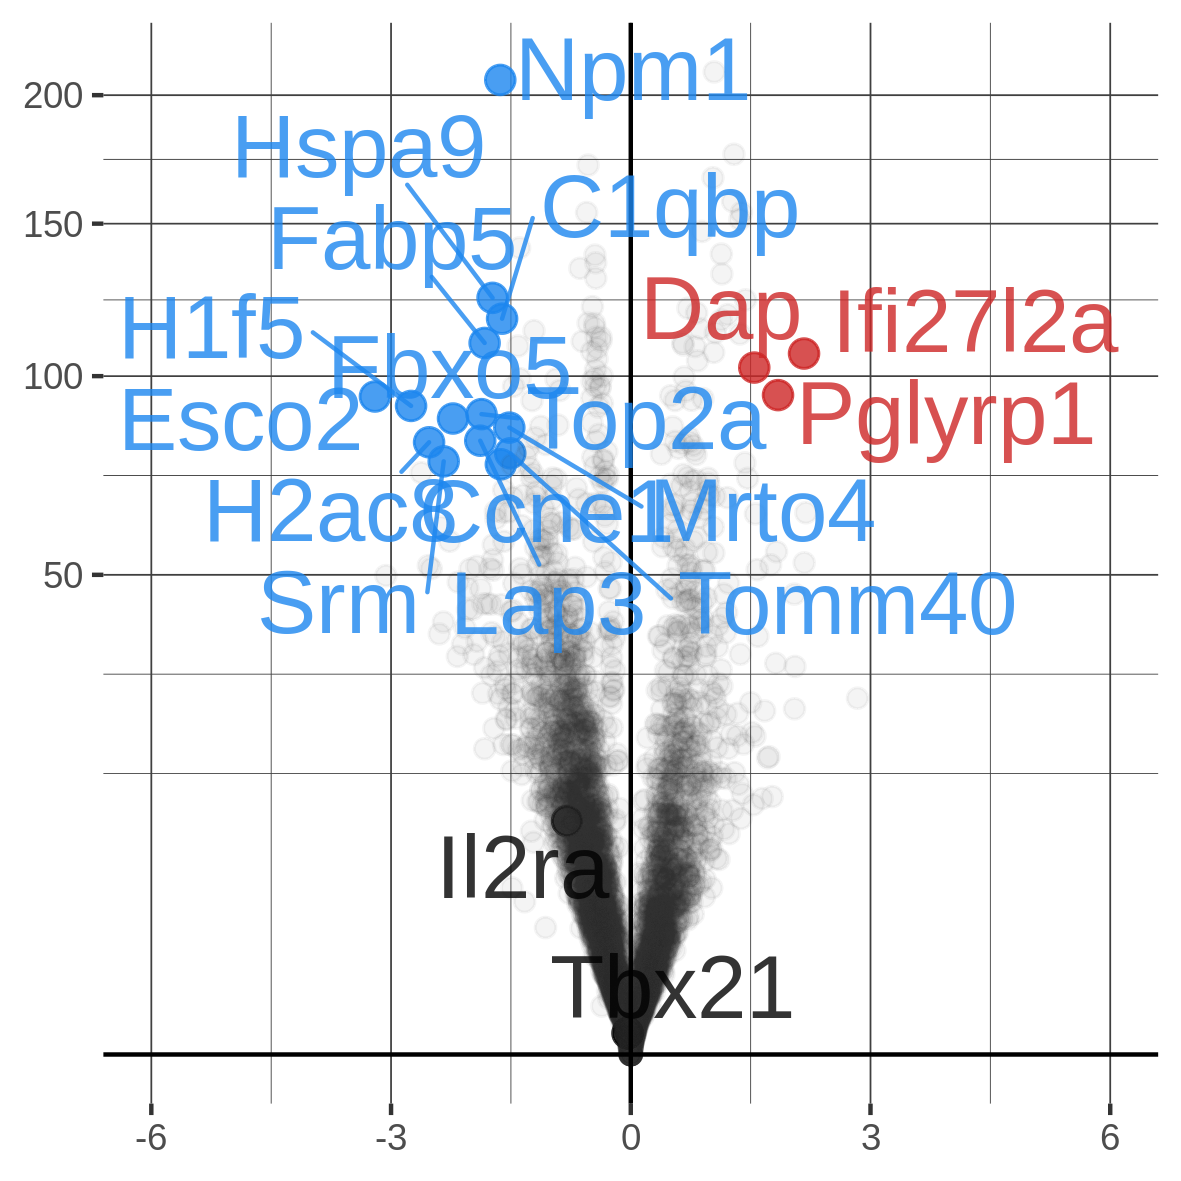 Npm1
200
Hspa9
C1qbp
150
Fabp5
Dap
Ifi27l2a
H1f5
Fbxo5
100
Esco2
Top2a
Pglyrp1
H2ac8
Ccne1
Mrto4
50
Srm
Lap3
Tomm40
Il2ra
Tbx21
-6
-3
0
3
6